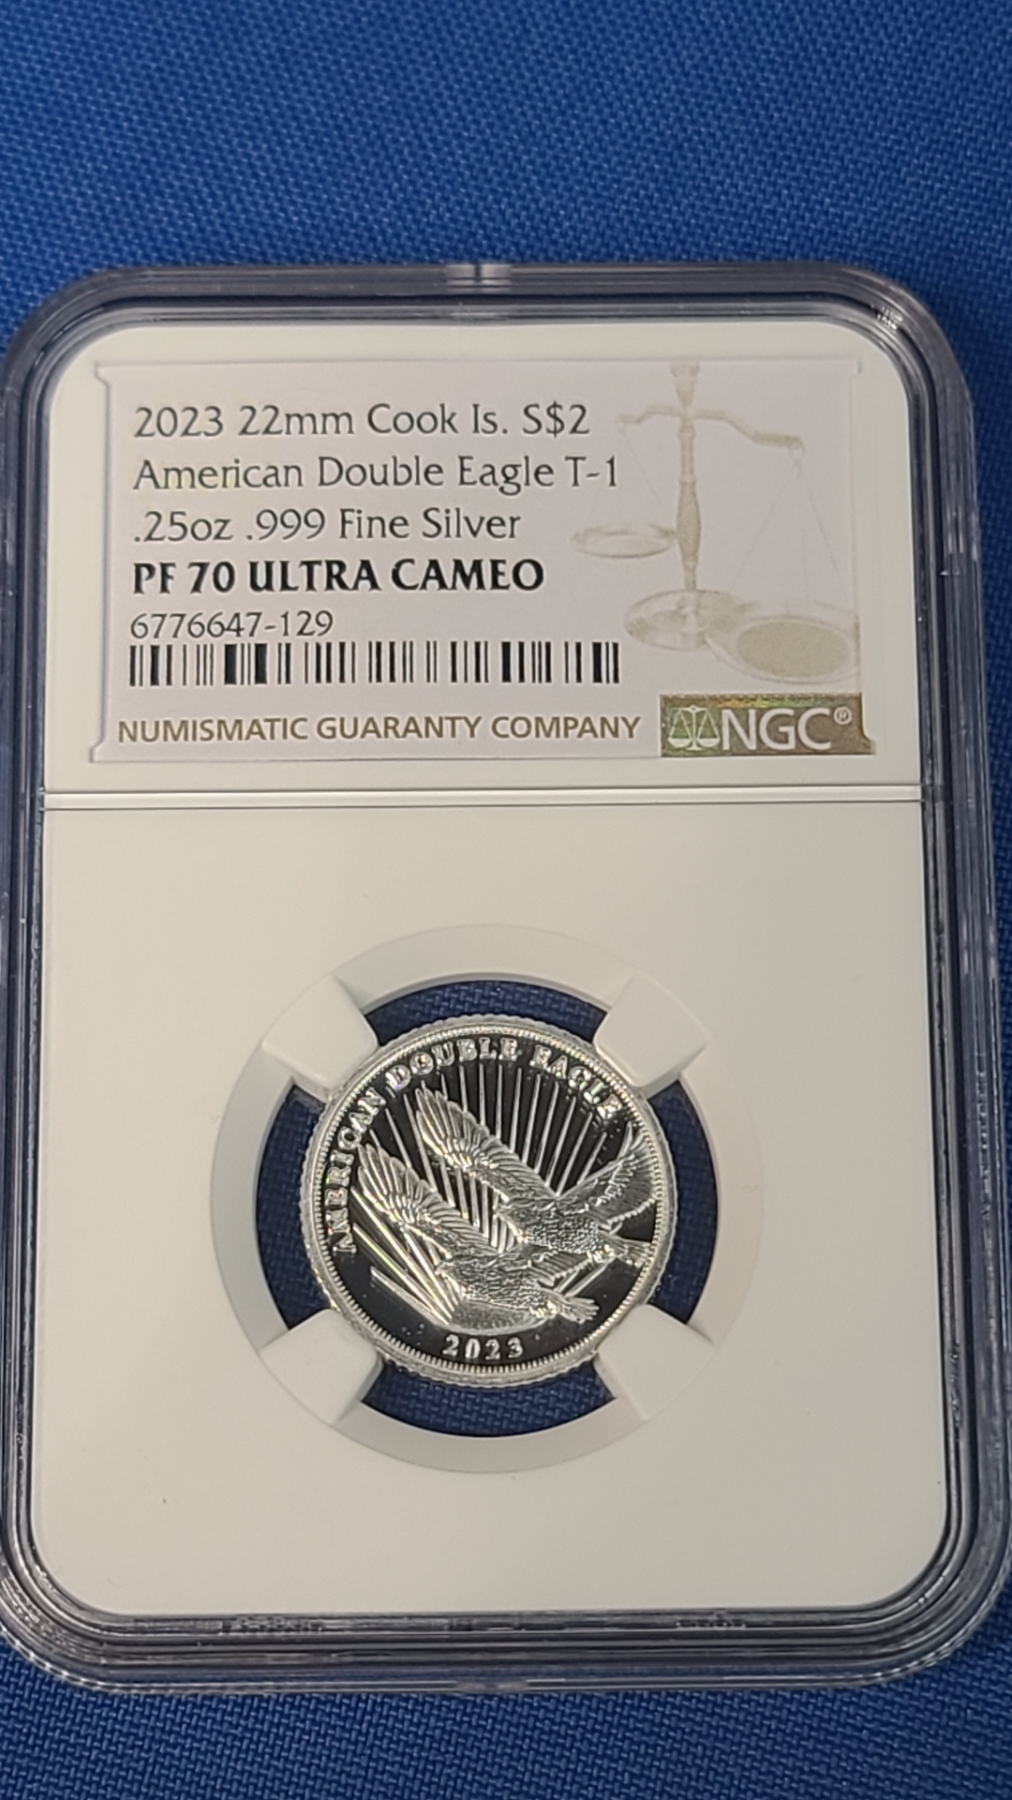 2023 22mm Cook Is. S$2
American Double Eagle T-1
.25oz .999 Fine Silver
PF 70 ULTRA CAMEO
6776647-129
NUMISMATIC GUARANTY COMPANY
NGC®
AMERICAN DOUBLE EAGLE
2023